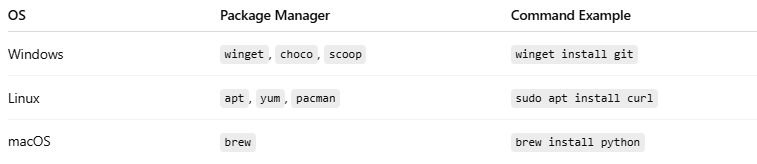 OS Package Manager Command Example
Windows winget, choco, scoop winget install git
Linux apt, yum, pacman sudo apt install curl
macOS brew brew install python